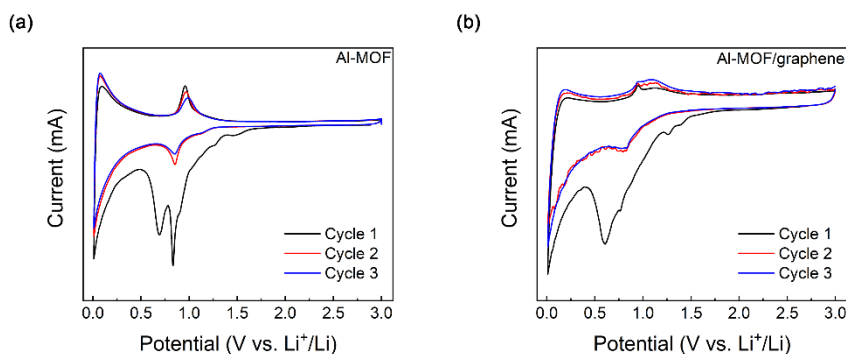 (a)
Al-MOF
Current (mA)
Cycle 1
Cycle 2
Cycle 3
0.0 0.5 1.0 1.5 2.0 2.5 3.0
Potential (V vs. Li⁺/Li)
(b)
Al-MOF/graphene
Current (mA)
Cycle 1
Cycle 2
Cycle 3
0.0 0.5 1.0 1.5 2.0 2.5 3.0
Potential (V vs. Li⁺/Li)